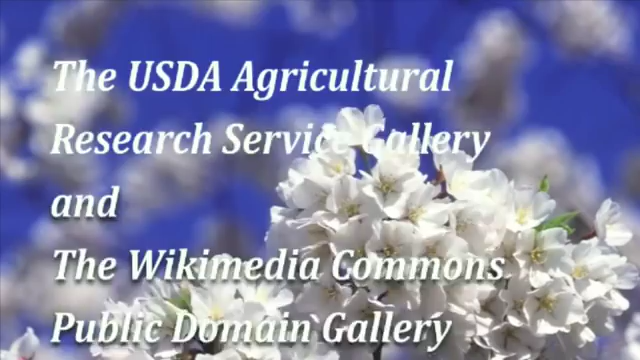 The USDA Agricultural
Research Service Gallery
and
The Wikimedia Commons
Public Domain Gallery